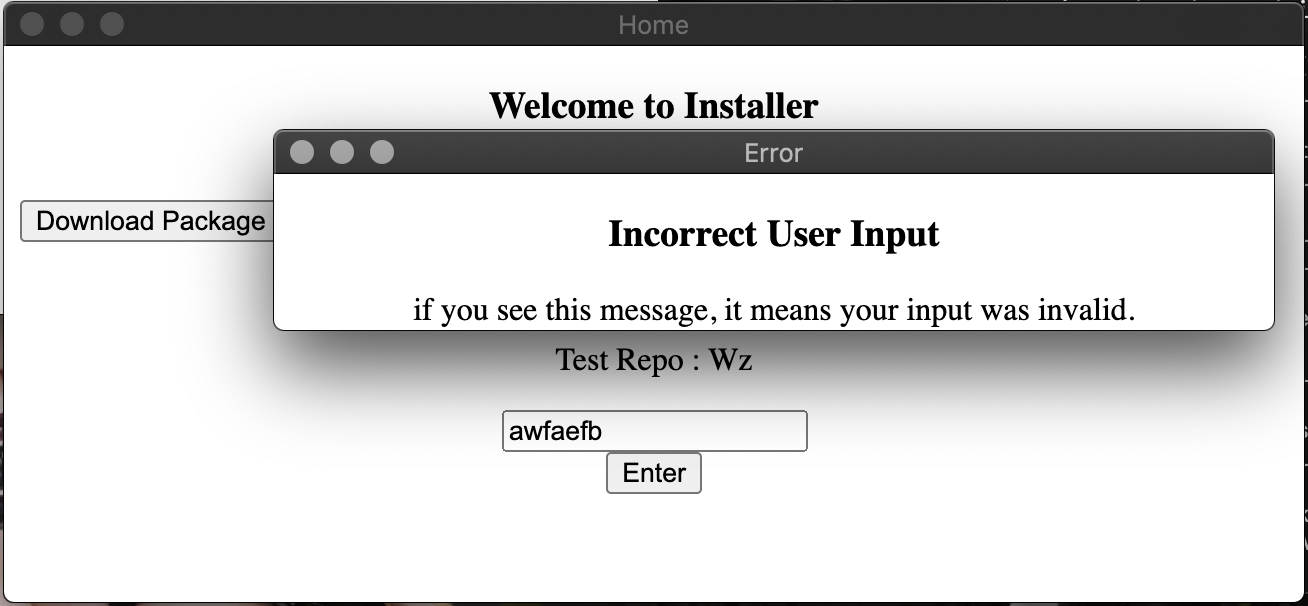 Home
Welcome to Installer
Error
Download Package
Incorrect User Input
if you see this message, it means your input was invalid.
Test Repo : Wz
awfaefb
Enter